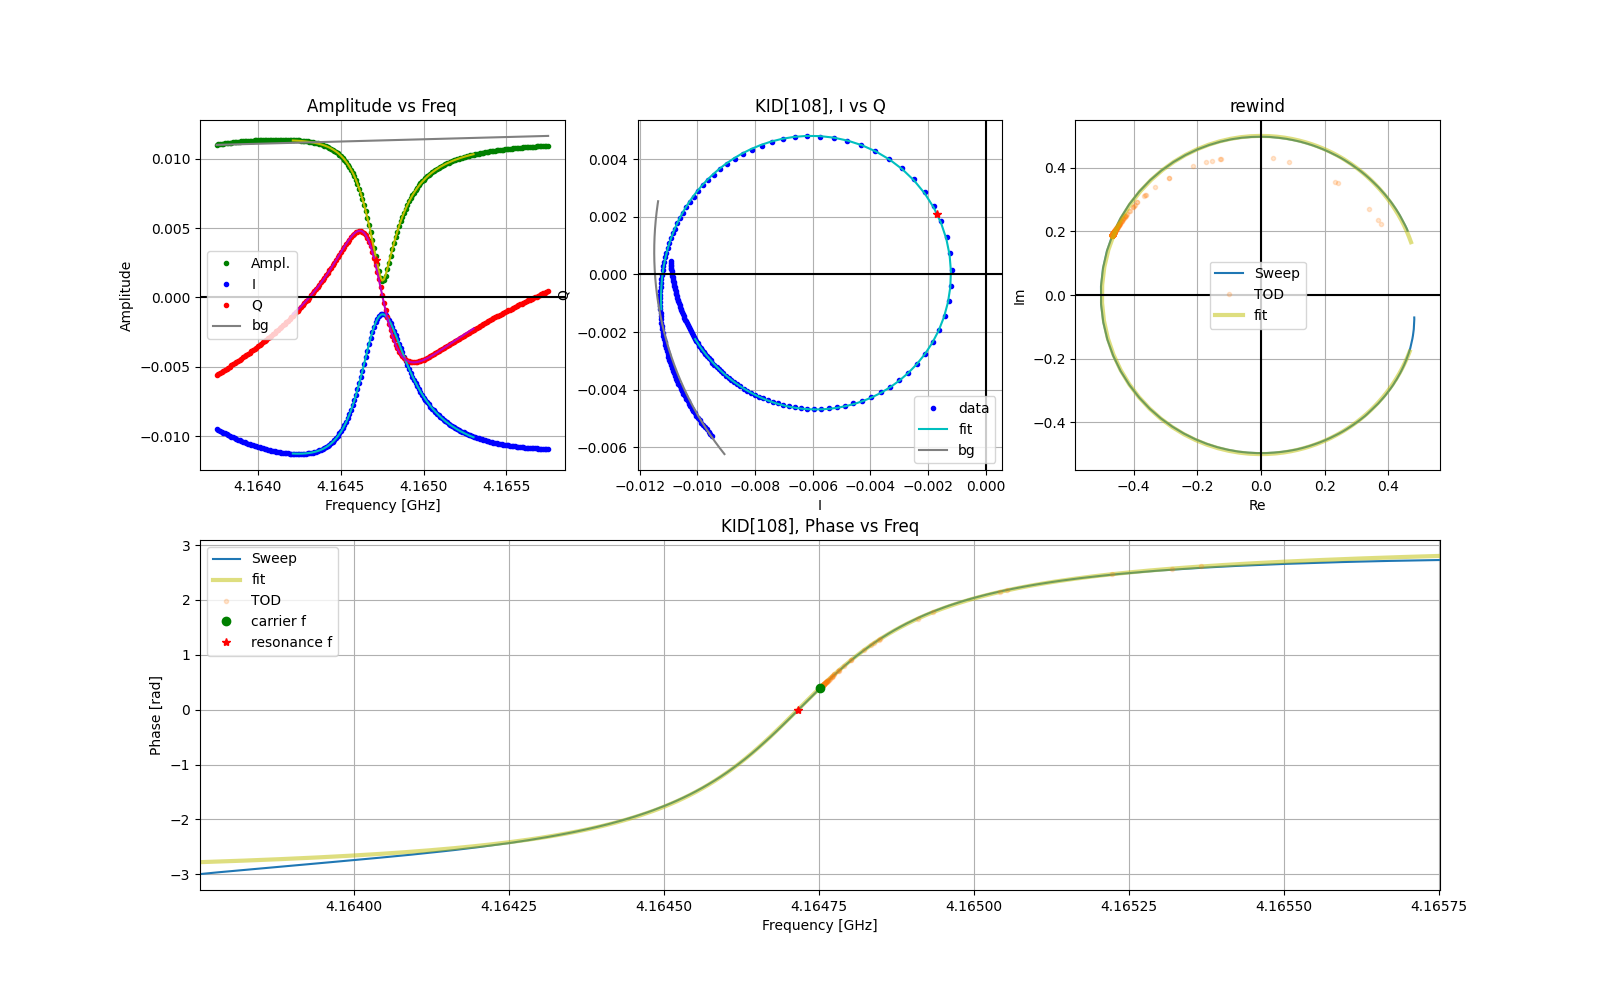 Amplitude vs Freq
Amplitude
0.010
0.005
0.000
−0.005
−0.010
Ampl.
I
Q
bg
4.1640
4.1645
4.1650
4.1655
Frequency [GHz]
KID[108], I vs Q
Q
0.004
0.002
0.000
−0.002
−0.004
−0.006
data
fit
bg
−0.012
−0.010
−0.008
−0.006
−0.004
−0.002
0.000
I
rewind
Im
0.4
0.2
0.0
−0.2
−0.4
Sweep
TOD
fit
−0.4
−0.2
0.0
0.2
0.4
Re
KID[108], Phase vs Freq
Phase [rad]
3
2
1
0
−1
−2
−3
Sweep
fit
TOD
carrier f
resonance f
4.16400
4.16425
4.16450
4.16475
4.16500
4.16525
4.16550
4.16575
Frequency [GHz]